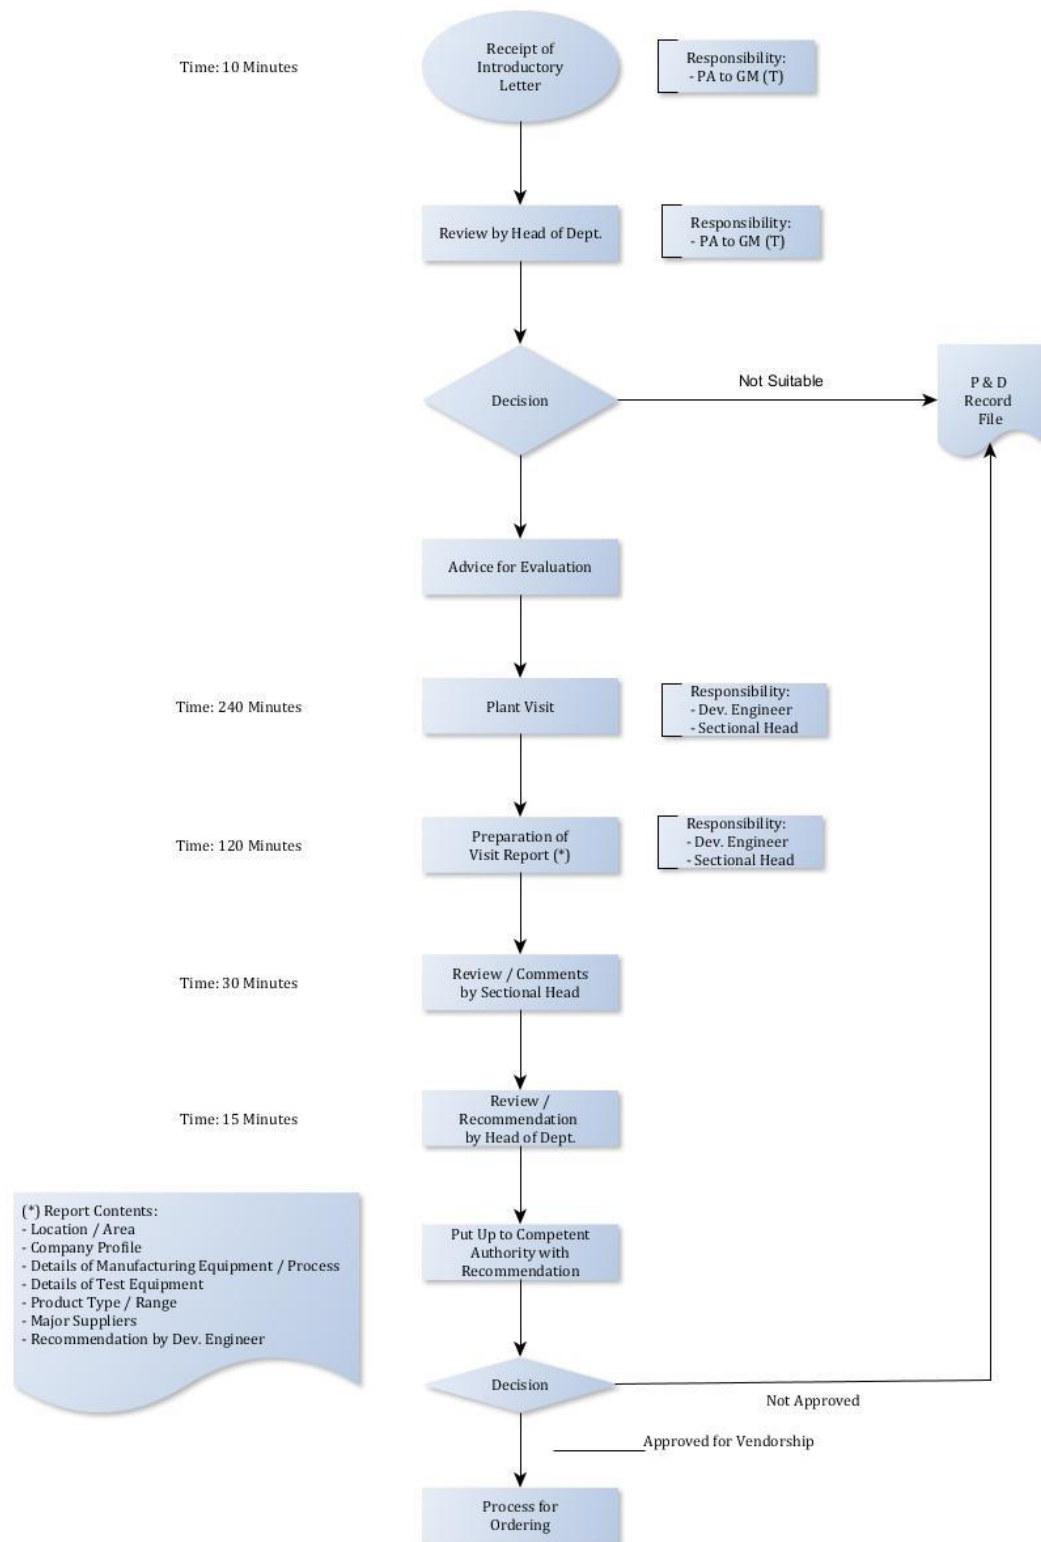 Time: 10 Minutes
Receipt of
Introductory
Letter
Responsibility:
- PA to GM (T)
Review by Head of Dept.
Responsibility:
- PA to GM (T)
Decision
Not Suitable
P & D
Record
File
Advice for Evaluation
Time: 240 Minutes
Plant Visit
Responsibility:
- Dev. Engineer
- Sectional Head
Time: 120 Minutes
Preparation of
Visit Report (*)
Responsibility:
- Dev. Engineer
- Sectional Head
Time: 30 Minutes
Review / Comments
by Sectional Head
Time: 15 Minutes
Review /
Recommendation
by Head of Dept.
(*) Report Contents:
- Location / Area
- Company Profile
- Details of Manufacturing Equipment / Process
- Details of Test Equipment
- Product Type / Range
- Major Suppliers
- Recommendation by Dev. Engineer
Put Up to Competent
Authority with
Recommendation
Decision
Not Approved
Approved for Vendorship
Process for
Ordering